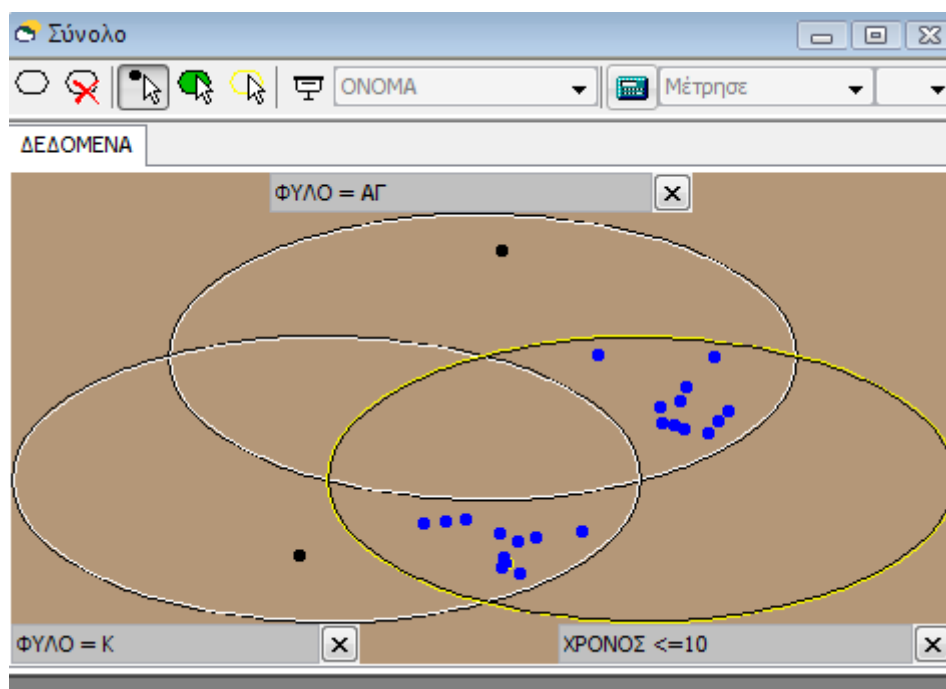 Σύνολο
ΟΝΟΜΑ Μέτρησε
ΔΕΔΟΜΕΝΑ
ΦΥΛΟ = ΑΓ
ΦΥΛΟ = Κ ΧΡΟΝΟΣ <=10